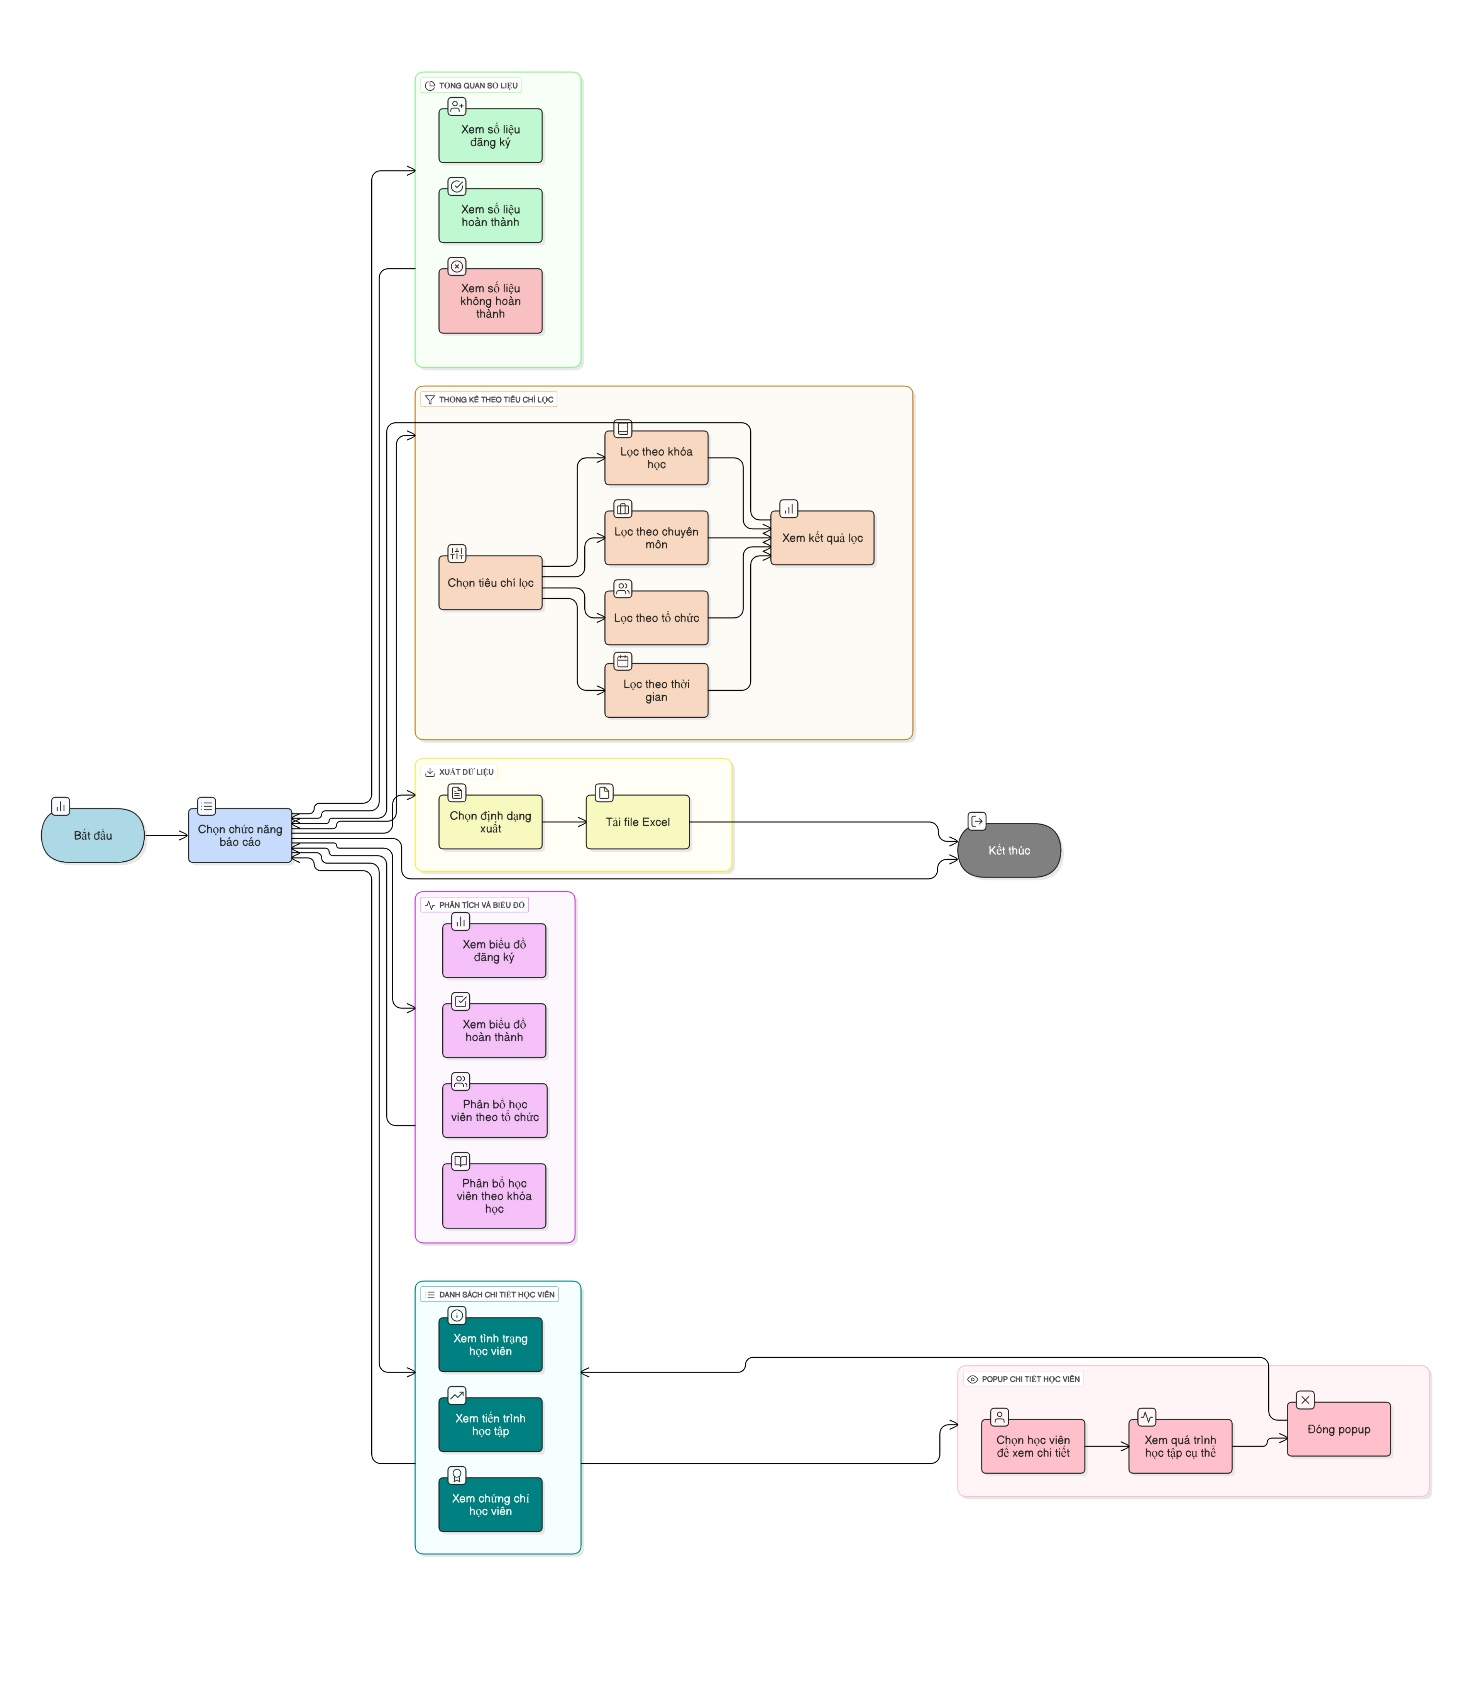 TỔNG QUAN SỐ LIỆU
Xem số liệu
đăng ký
Xem số liệu
hoàn thành
Xem số liệu
không hoàn
thành
THỐNG KÊ THEO TIÊU CHÍ LỌC
Lọc theo khóa
học
Lọc theo chuyên
môn
Xem kết quả lọc
Chọn tiêu chí lọc
Lọc theo tổ chức
Lọc theo thời
gian
XUẤT DỮ LIỆU
Chọn định dạng
xuất
Tải file Excel
Bắt đầu
Chọn chức năng
báo cáo
Kết thúc
PHÂN TÍCH VÀ BIỂU ĐỒ
Xem biểu đồ
đăng ký
Xem biểu đồ
hoàn thành
Phân bổ học
viên theo tổ chức
Phân bổ học
viên theo khóa
học
DANH SÁCH CHI TIẾT HỌC VIÊN
Xem tình trạng
học viên
Xem tiến trình
học tập
Xem chứng chỉ
học viên
POPUP CHI TIẾT HỌC VIÊN
Chọn học viên
để xem chi tiết
Xem quá trình
học tập cụ thể
Đóng popup